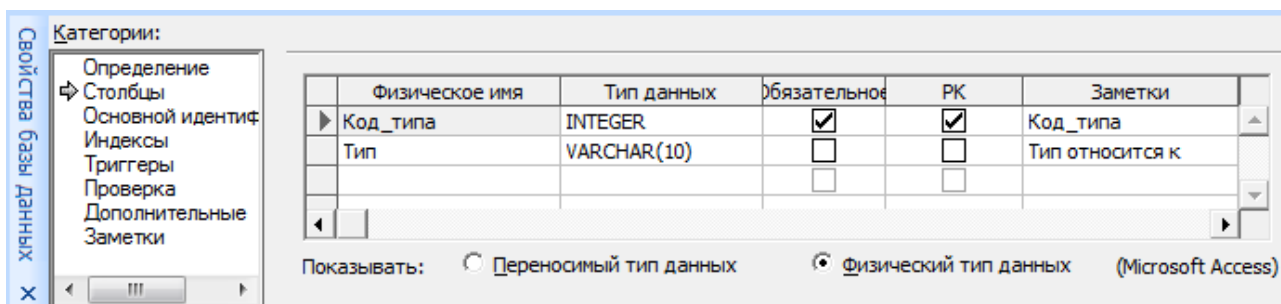 Свойства базы данных
Категории:
Определение
Столбцы
Основной идентиф
Индексы
Триггеры
Проверка
Дополнительные
Заметки
Физическое имя Тип данных Обязательное PK Заметки
Код_типа INTEGER Код_типа
Тип VARCHAR(10) Тип относится к
Показывать: Переносимый тип данных Физический тип данных (Microsoft Access)